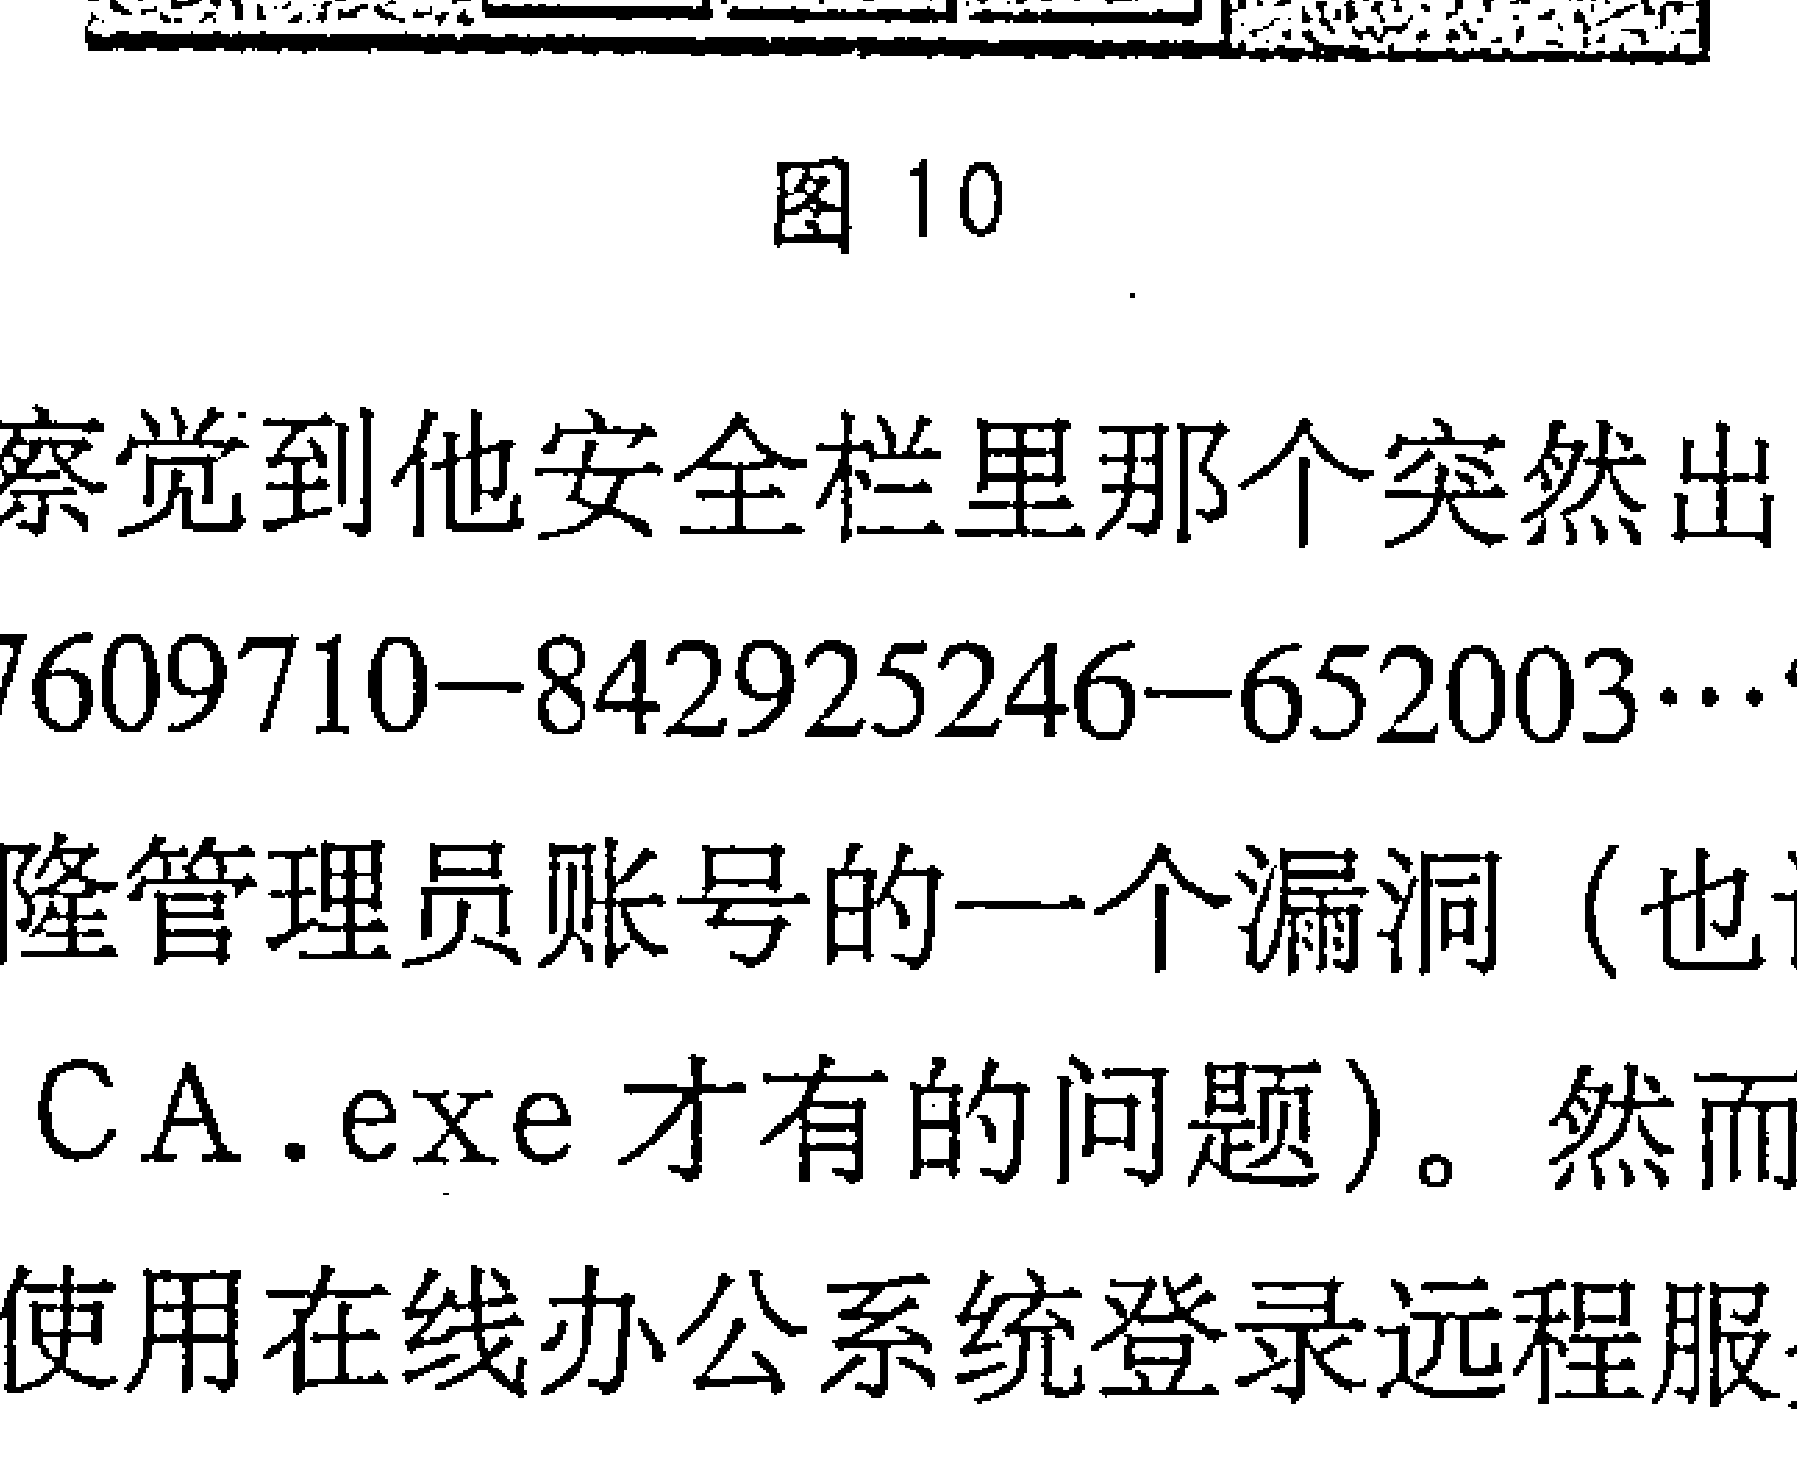 图 10
察觉到他安全栏里那个突然出
7609710－842925246－652003…
隆管理员账号的一个漏洞（也
CA.exe才有的问题）。然而
使用在线办公系统登录远程服